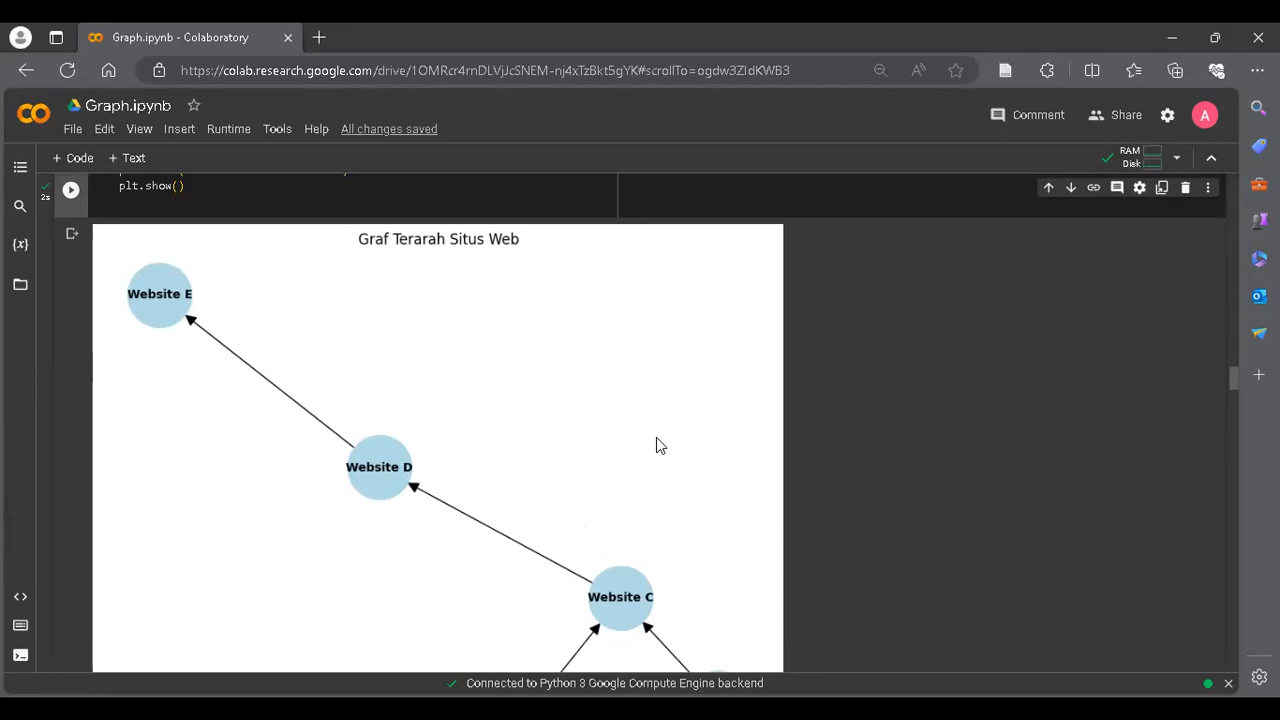 Graph.ipynb - Colaboratory
https://colab.research.google.com/drive/1OMRcr4rnDLVjJcSNEM-nj4xTzBkt5gYK#scrollTo=ogdw3ZIdKWB3
Graph.ipynb
Comment
Share
A
File Edit View Insert Runtime Tools Help All changes saved
+ Code + Text
RAM
Disk
plt.show()
2s
Graf Terarah Situs Web
Website E
Website D
Website C
Connected to Python 3 Google Compute Engine backend